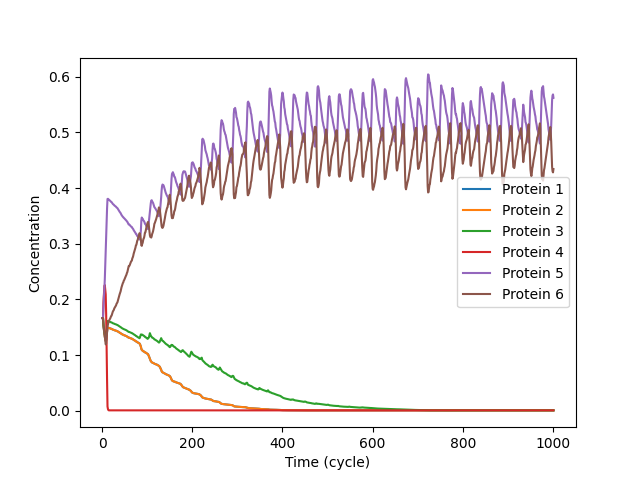 0.6
0.5
0.4
0.3
0.2
0.1
0.0
Concentration
Protein 1
Protein 2
Protein 3
Protein 4
Protein 5
Protein 6
0 200 400 600 800 1000
Time (cycle)